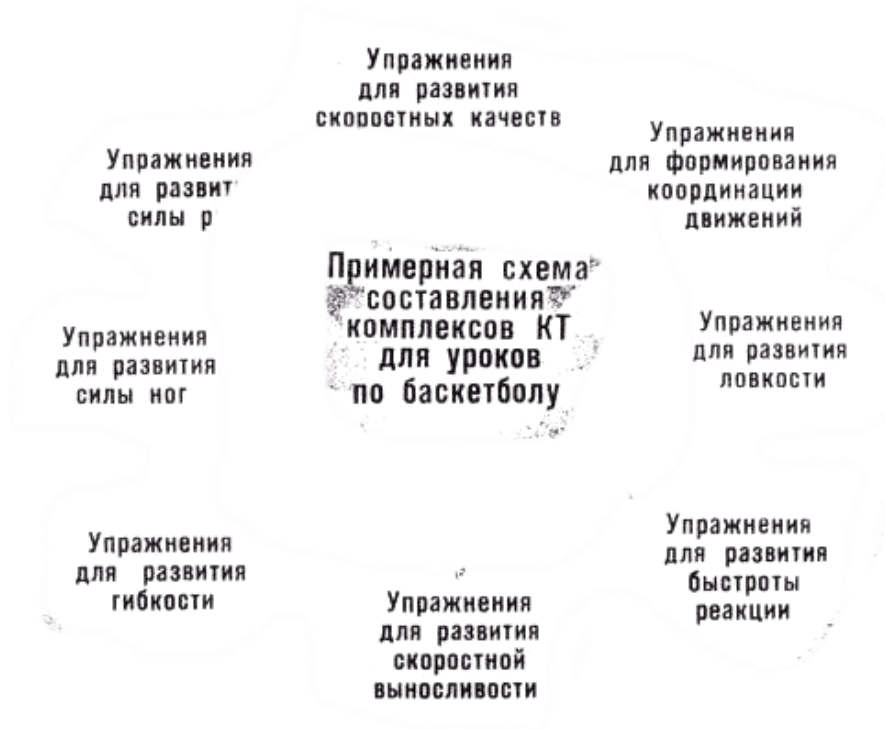 Упражнения
для развития
скоростных качеств
Упражнения
для формирования
координации
движений
Упражнения
для
силы
Примерная схема
составления
комплексов КТ
для уроков
по баскетболу
Упражнения
для развития
ловкости
Упражнения
для развития
силы ног
Упражнения
для развития
быстроты
реакции
Упражнения
для развития
гибкости
Упражнения
для развития
скоростной
выносливости